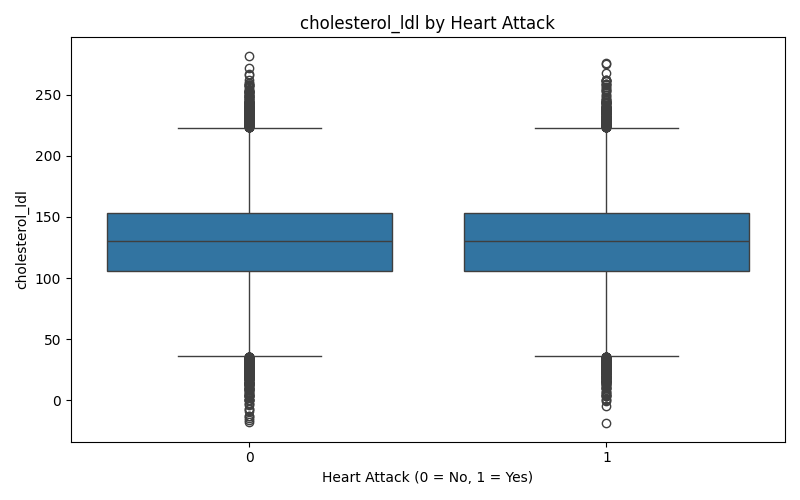 cholesterol_ldl by Heart Attack
cholesterol_ldl
250
200
150
100
50
0
0
1
Heart Attack (0 = No, 1 = Yes)